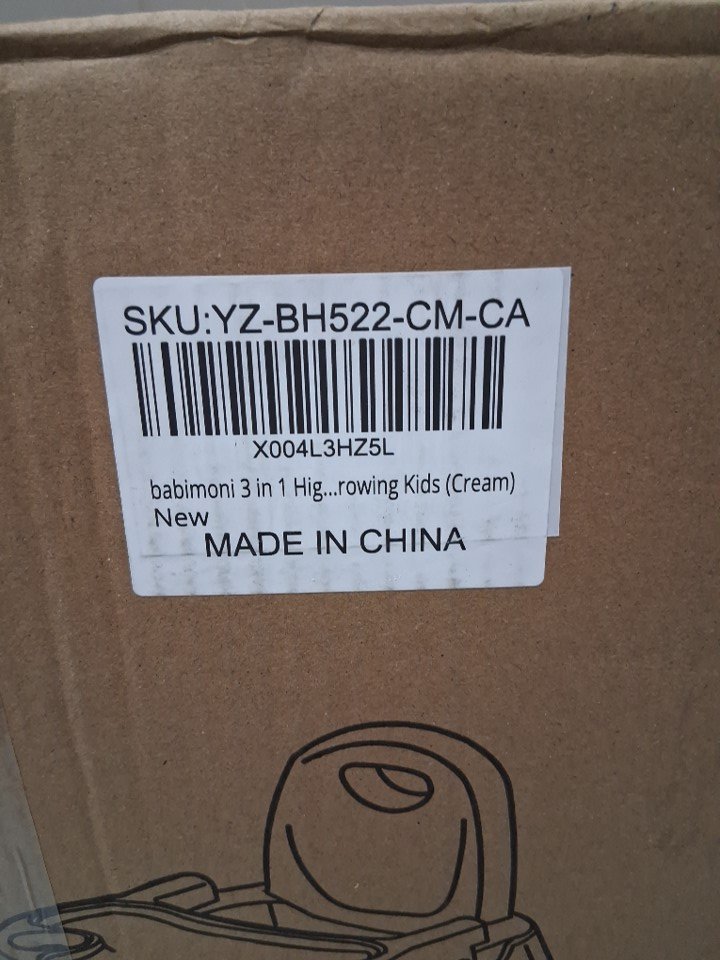 SKU:YZ-BH522-CM-CA
X004L3HZ5L
babimoni 3 in 1 Hig...rowing Kids (Cream)
New
MADE IN CHINA